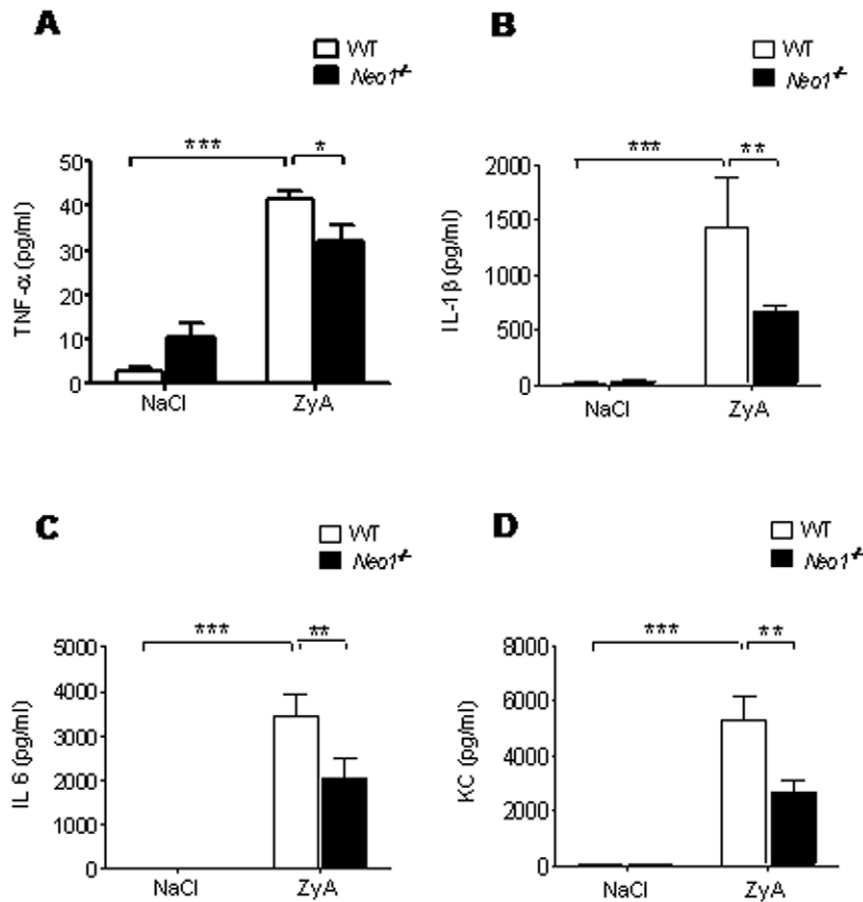 A
WT
Neo1-/-
***
*
TNF-α (pg/ml)
50
40
30
20
10
0
NaCl
ZyA
B
WT
Neo1-/-
***
**
IL-1β (pg/ml)
2000
1500
1000
500
0
NaCl
ZyA
C
WT
Neo1-/-
***
**
IL 6 (pg/ml)
5000
4000
3000
2000
1000
0
NaCl
ZyA
D
WT
Neo1-/-
***
**
KC (pg/ml)
8000
6000
4000
2000
0
NaCl
ZyA